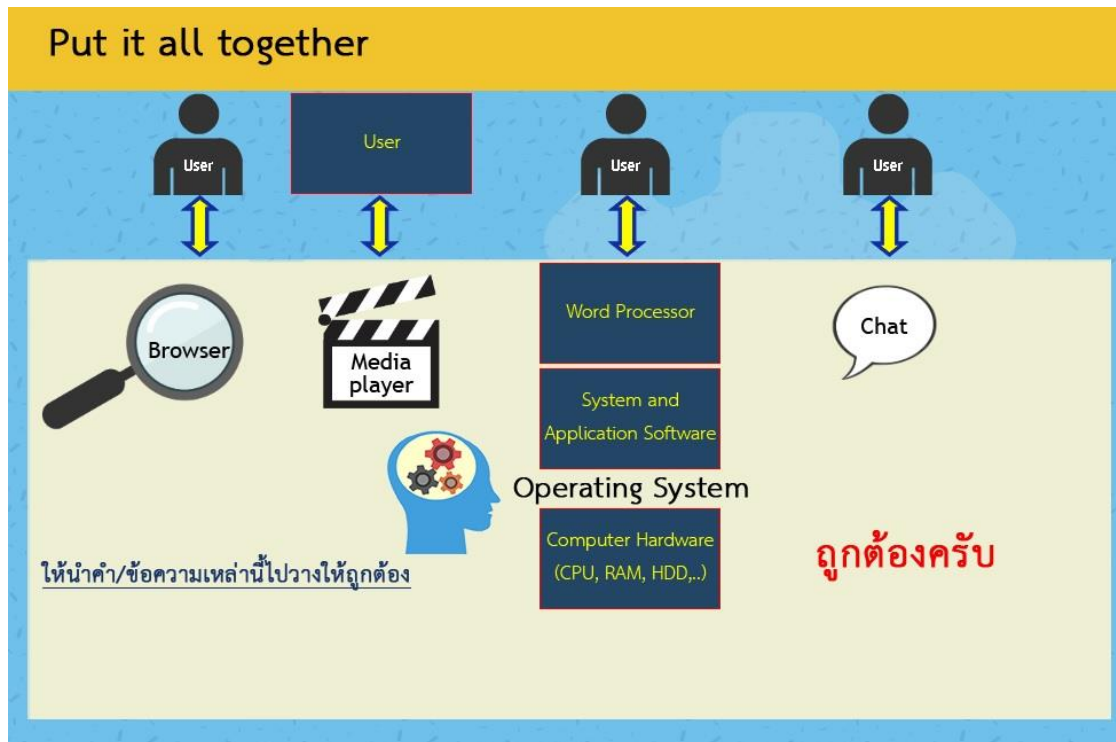 Put it all together
User
User
User
User
Browser
Media
player
Word Processor
Chat
System and
Application Software
Operating System
Computer Hardware
(CPU, RAM, HDD,..)
ให้นำคำ/ข้อความเหล่านี้ไปวางให้ถูกต้อง
ถูกต้องครับ